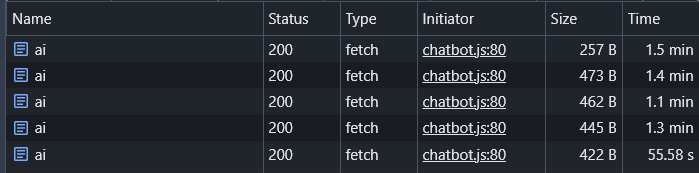 Name Status Type Initiator Size Time
ai 200 fetch chatbot.js:80 257 B 1.5 min
ai 200 fetch chatbot.js:80 473 B 1.4 min
ai 200 fetch chatbot.js:80 462 B 1.1 min
ai 200 fetch chatbot.js:80 445 B 1.3 min
ai 200 fetch chatbot.js:80 422 B 55.58 s